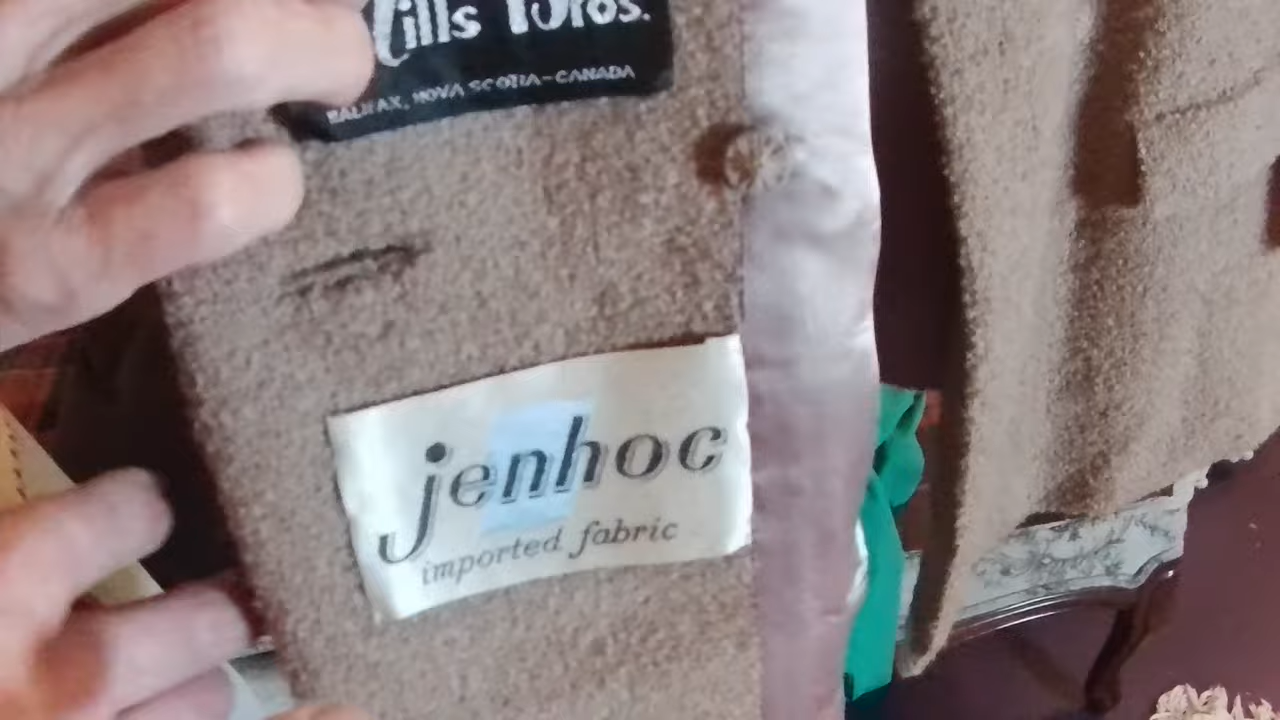 Mills Bros.
HALIFAX, NOVA SCOTIA-CANADA
jenhoc
imported fabric